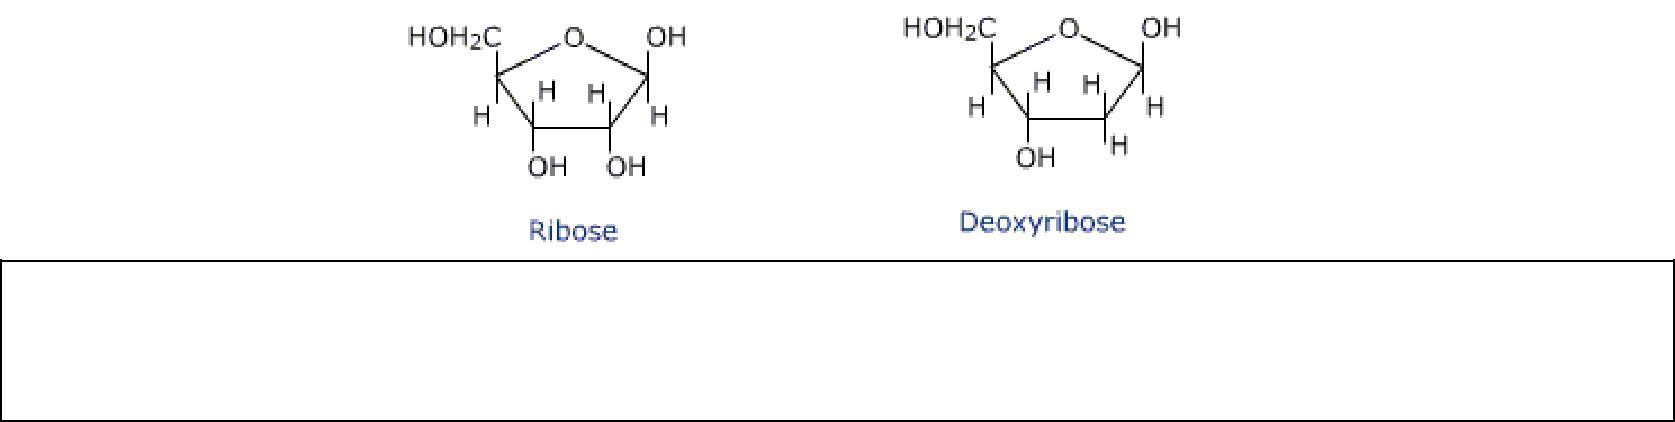 HOH₂C O OH
H H H H
OH OH
Ribose
HOH₂C O OH
H H H H
OH H
Deoxyribose